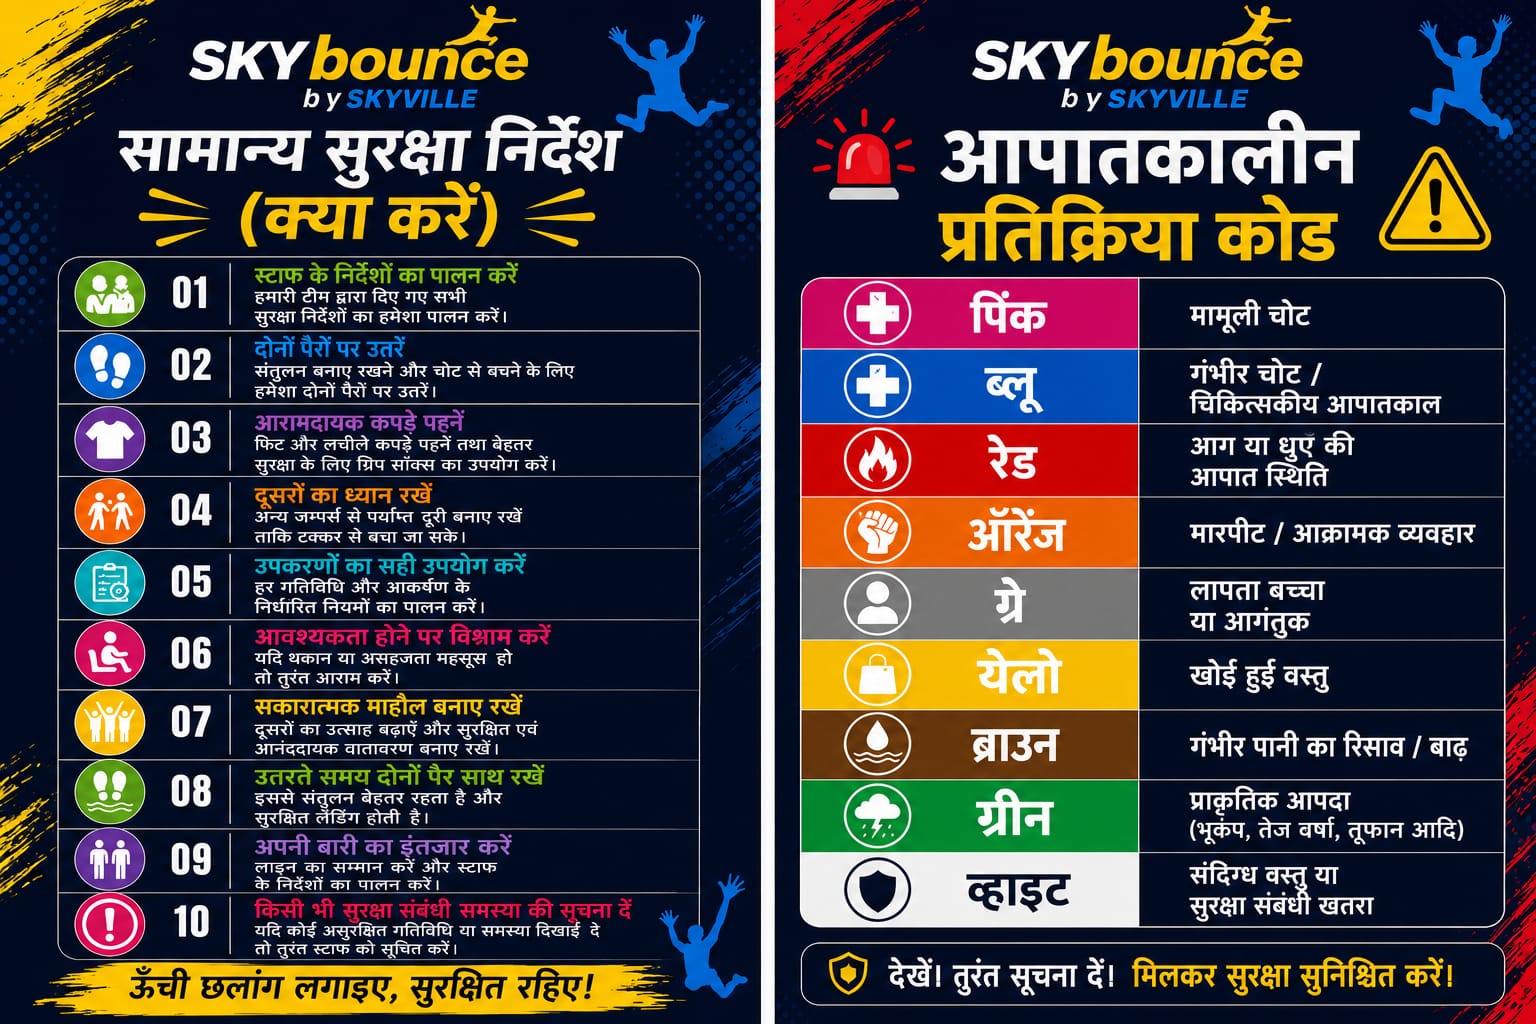 SKYbounce
by SKYVILLE
सामान्य सुरक्षा निर्देश
(क्या करें)
01
स्टाफ के निर्देशों का पालन करें
हमारी टीम द्वारा दिए गए सभी
सुरक्षा निर्देशों का हमेशा पालन करें।
02
दोनों पैरों पर उतरें
संतुलन बनाए रखने और चोट से बचने के लिए
हमेशा दोनों पैरों पर उतरें।
03
आरामदायक कपड़े पहनें
फिट और लचीले कपड़े पहनें तथा बेहतर
सुरक्षा के लिए ग्रिप सॉक्स का उपयोग करें।
04
दूसरों का ध्यान रखें
अन्य जम्पर्स से पर्याप्त दूरी बनाए रखें
ताकि टक्कर से बचा जा सके।
05
उपकरणों का सही उपयोग करें
हर गतिविधि और आकर्षण के
निर्धारित नियमों का पालन करें।
06
आवश्यकता होने पर विश्राम करें
यदि थकान या असहजता महसूस हो
तो तुरंत आराम करें।
07
सकारात्मक माहौल बनाए रखें
दूसरों का उत्साह बढ़ाएँ और सुरक्षित एवं
आनंददायक वातावरण बनाए रखें।
08
उतरते समय दोनों पैर साथ रखें
इससे संतुलन बेहतर रहता है और
सुरक्षित लैंडिंग होती है।
09
अपनी बारी का इंतजार करें
लाइन का सम्मान करें और स्टाफ
के निर्देशों का पालन करें।
10
किसी भी सुरक्षा संबंधी समस्या की सूचना दें
यदि कोई असुरक्षित गतिविधि या समस्या दिखाई दे
तो तुरंत स्टाफ को सूचित करें।
ऊँची छलांग लगाइए, सुरक्षित रहिए!
SKYbounce
by SKYVILLE
आपातकालीन
प्रतिक्रिया कोड
पिंक
मामूली चोट
ब्लू
गंभीर चोट /
चिकित्सकीय आपातकाल
रेड
आग या धुएँ की
आपात स्थिति
ऑरेंज
मारपीट / आक्रामक व्यवहार
ग्रे
लापता बच्चा
या आगंतुक
येलो
खोई हुई वस्तु
ब्राउन
गंभीर पानी का रिसाव / बाढ़
ग्रीन
प्राकृतिक आपदा
(भूकंप, तेज वर्षा, तूफान आदि)
व्हाइट
संदिग्ध वस्तु या
सुरक्षा संबंधी खतरा
देखें! तुरंत सूचना दें! मिलकर सुरक्षा सुनिश्चित करें!